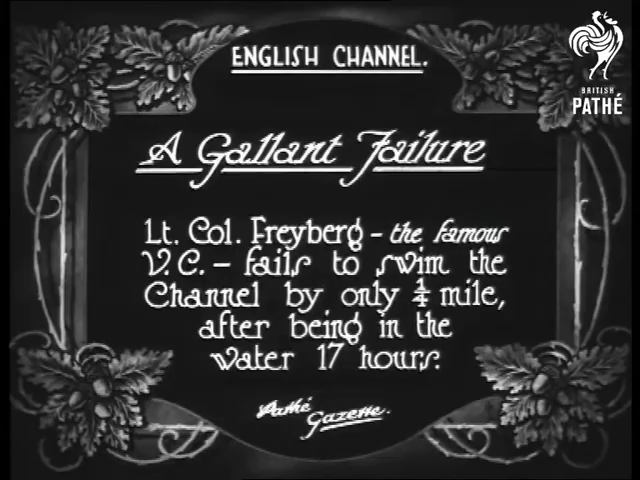 ENGLISH CHANNEL.
BRITISH
PATHÉ
A Gallant Failure
Lt. Col. Freyberg – the famous
V.C. – fails to swim the
Channel by only ¼ mile,
after being in the
water 17 hours.
Pathé
Gazette.